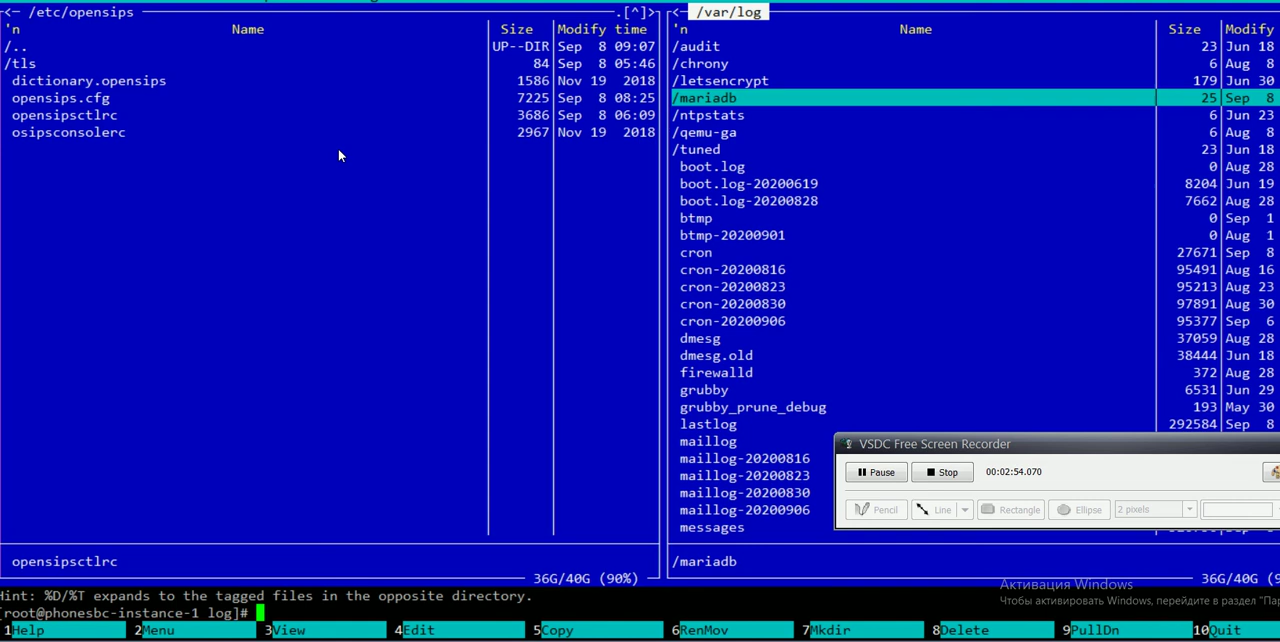 <─ /etc/opensips .[^]>
'n Name Size Modify time
/.. UP--DIR Sep 8 09:07
/tls 84 Sep 8 05:46
dictionary.opensips 1586 Nov 19 2018
opensips.cfg 7225 Sep 8 08:25
opensipsctlrc 3686 Sep 8 06:09
osipsconsolerc 2967 Nov 19 2018
opensipsctlrc
36G/40G (90%)
<─ /var/log
'n Name Size Modify
/audit 23 Jun 18
/chrony 6 Aug 8
/letsencrypt 179 Jun 30
/mariadb 25 Sep 8
/ntpstats 6 Jun 23
/qemu-ga 6 Aug 8
/tuned 23 Jun 18
boot.log 0 Aug 28
boot.log-20200619 8204 Jun 19
boot.log-20200828 7662 Aug 28
btmp 0 Sep 1
btmp-20200901 0 Aug 1
cron 27671 Sep 8
cron-20200816 95491 Aug 16
cron-20200823 95213 Aug 23
cron-20200830 97891 Aug 30
cron-20200906 95377 Sep 6
dmesg 37059 Aug 28
dmesg.old 38444 Jun 18
firewalld 372 Aug 28
grubby 6531 Jun 29
grubby_prune_debug 193 May 30
lastlog 292584 Sep 8
maillog
maillog-20200816
maillog-20200823
maillog-20200830
maillog-20200906
messages
/mariadb
36G/40G (9
VSDC Free Screen Recorder
Pause Stop 00:02:54.070
Pencil Line Rectangle Ellipse 2 pixels
Активация Windows
Чтобы активировать Windows, перейдите в раздел "Пар
Hint: %D/%T expands to the tagged files in the opposite directory.
[root@phonesbc-instance-1 log]#
1Help 2Menu 3View 4Edit 5Copy 6RenMov 7Mkdir 8Delete 9PullDn 10Quit